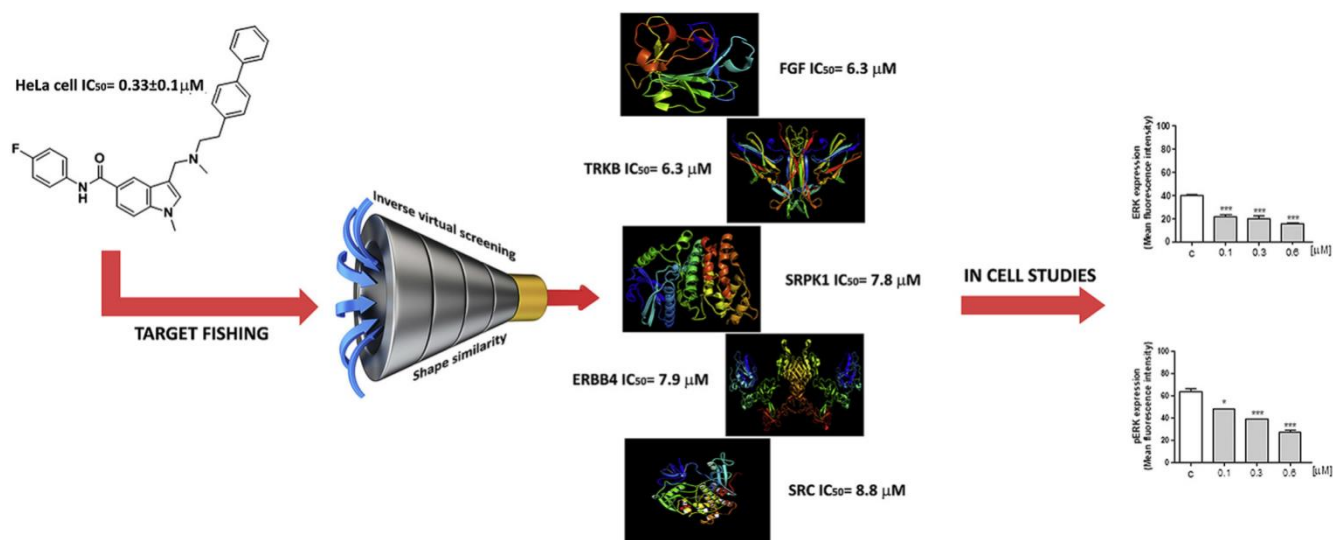 HeLa cell IC50= 0.33±0.1μM
F
O
N
H
N
N
TARGET FISHING
Inverse virtual screening
Shape similarity
FGF IC50= 6.3 μM
TRKB IC50= 6.3 μM
SRPK1 IC50= 7.8 μM
ERBB4 IC50= 7.9 μM
SRC IC50= 8.8 μM
IN CELL STUDIES
ERK expression
(Mean fluorescence intensity)
100
80
60
40
20
0
***
***
***
c
0.1
0.3
0.6
[μM]
pERK expression
(Mean fluorescence intensity)
100
80
60
40
20
0
*
***
***
c
0.1
0.3
0.6
[μM]